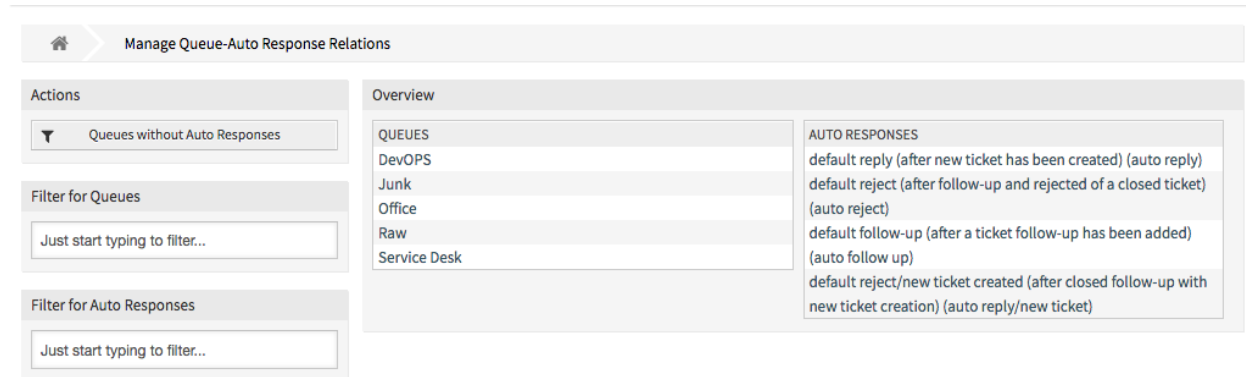 Manage Queue-Auto Response Relations
Actions
Queues without Auto Responses
Filter for Queues
Just start typing to filter...
Filter for Auto Responses
Just start typing to filter...
Overview
QUEUES
DevOPS
Junk
Office
Raw
Service Desk
AUTO RESPONSES
default reply (after new ticket has been created) (auto reply)
default reject (after follow-up and rejected of a closed ticket)
(auto reject)
default follow-up (after a ticket follow-up has been added)
(auto follow up)
default reject/new ticket created (after closed follow-up with
new ticket creation) (auto reply/new ticket)